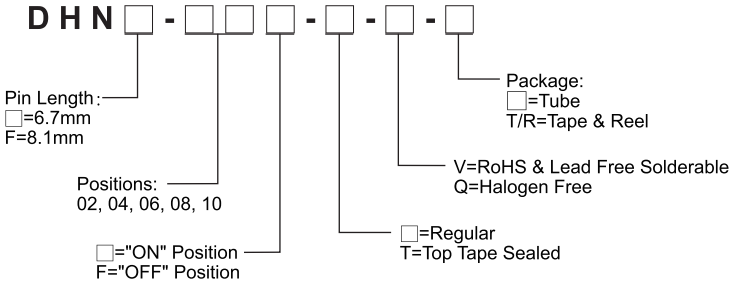 DHN□-□□□-□-□-□
Pin Length:
□=6.7mm
F=8.1mm
Positions:
02, 04, 06, 08, 10
□="ON" Position
F="OFF" Position
□=Regular
T=Top Tape Sealed
V=RoHS & Lead Free Solderable
Q=Halogen Free
Package:
□=Tube
T/R=Tape & Reel